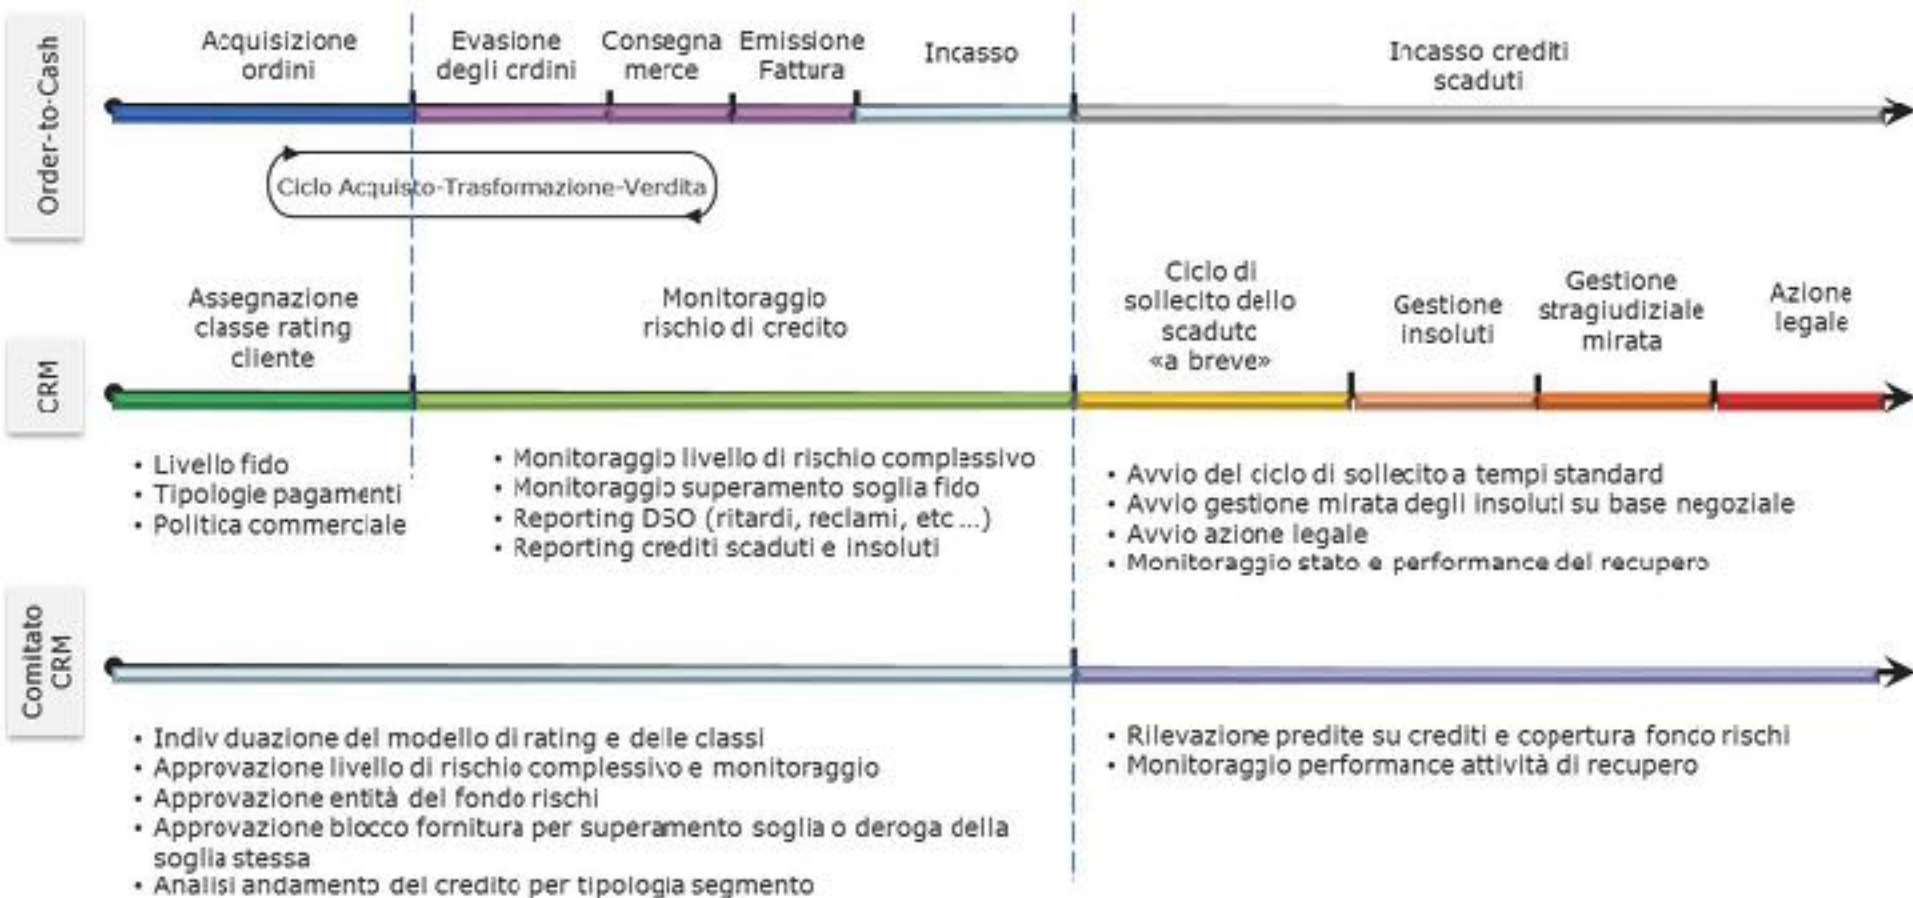 Order-to-Cash
Acquisizione
ordini
Evasione
degli crdini
Consegna
merce
Emissione
Fattura
Incasso
Incasso crediti
scaduti
Ciclo Acquisto-Trasformazione-Verdita
CRM
Assegnazione
classe rating
cliente
Monitoraggio
rischio di credito
Ciclo di
sollecito dello
scadutc
«a breve»
Gestione
insoluti
Gestione
stragiudiziale
mirata
Azione
legale
• Livello fido
• Tipologie pagamenti
• Politica commerciale
• Monitoraggio livello di rischio complessivo
• Monitoraggio superamento soglia fido
• Reporting DSO (ritardi, reclami, etc ...)
• Reporting crediti scaduti e insoluti
• Avvio del ciclo di sollecito a tempi standard
• Avvio gestione mirata degli insoluti su base negoziale
• Avvio azione legale
• Monitoraggio stato e performance del recupero
Comitato
CRM
• Indiv duazione del modello di rating e delle classi
• Approvazione livello di rischio complessivo e monitoraggio
• Approvazione entità del fondo rischi
• Approvazione blocco fornitura per superamento soglia o deroga della
soglia stessa
• Analisi andamento del credito per tipologia segmento
• Rilevazione predite su crediti e copertura fondo rischi
• Monitoraggio performance attività di recupero